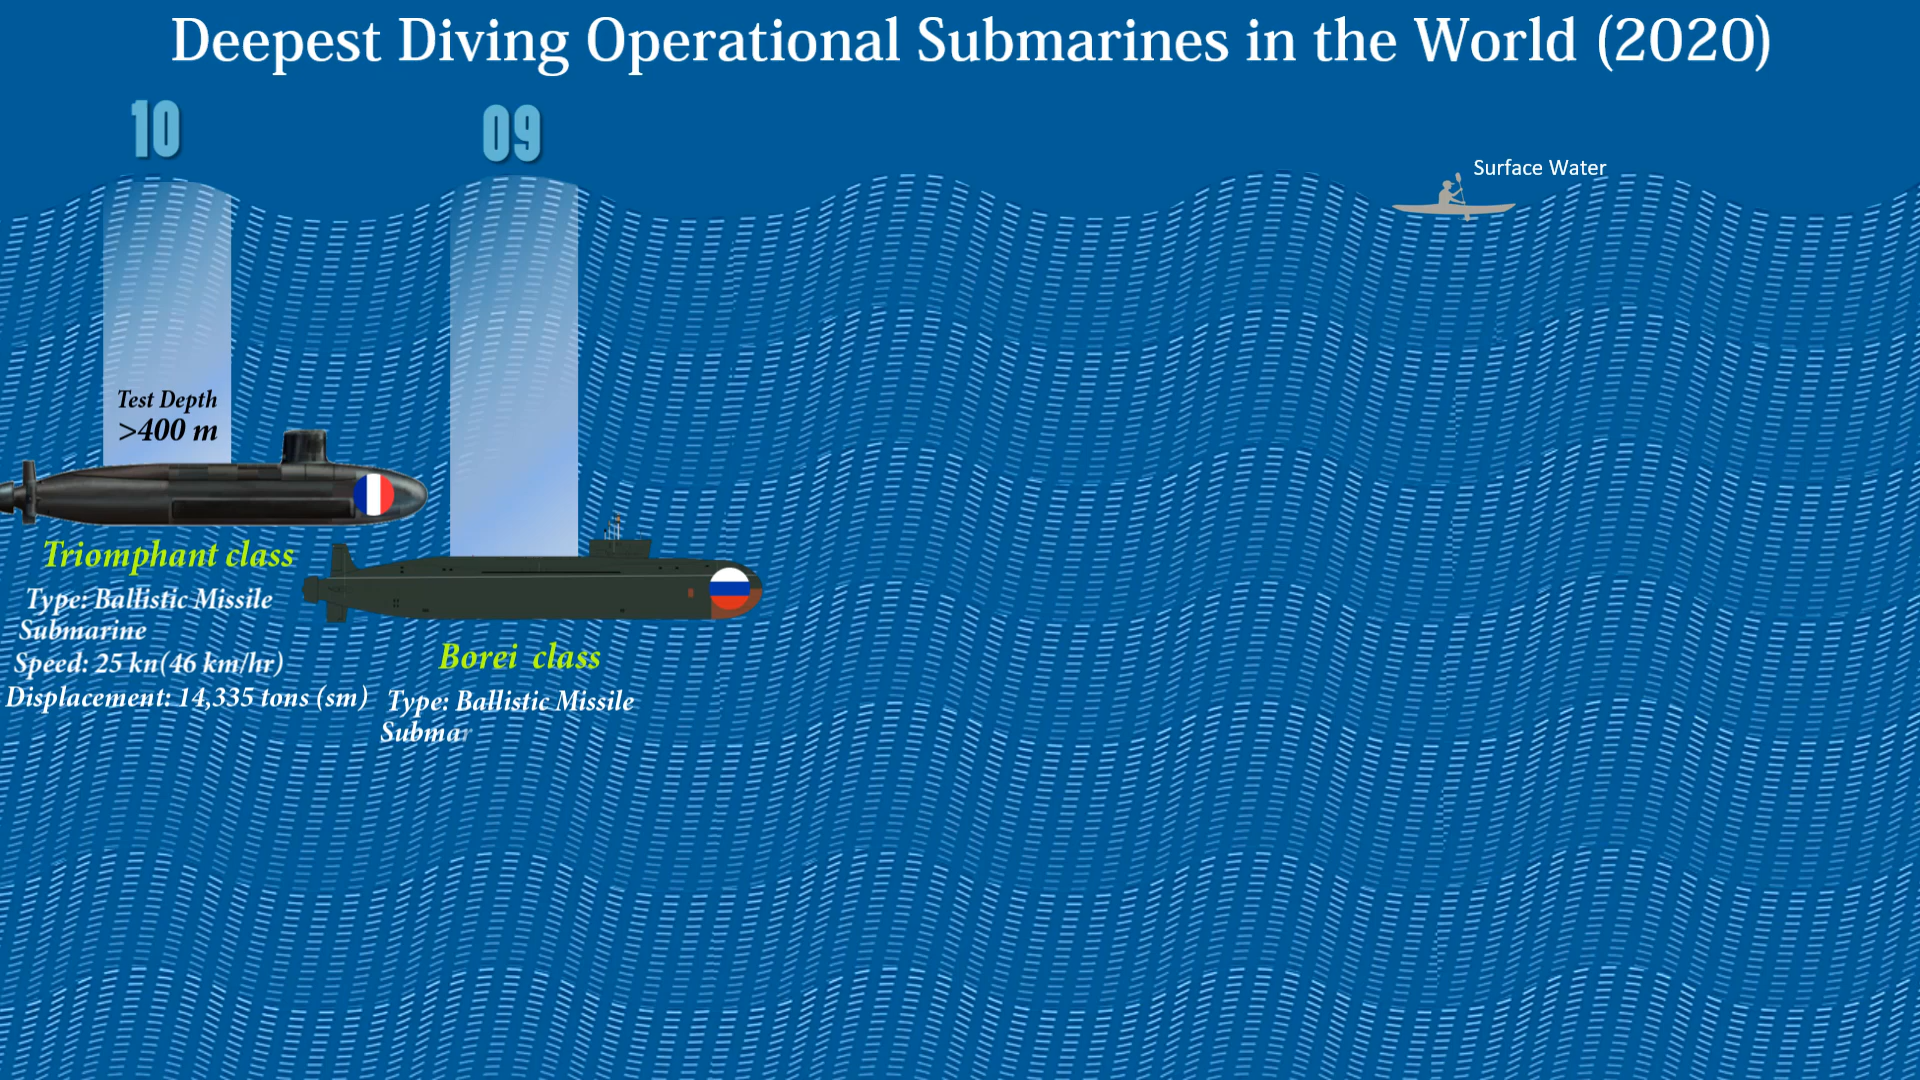 Deepest Diving Operational Submarines in the World (2020)
10
09
Surface Water
Test Depth
>400 m
Triomphant class
Type: Ballistic Missile
Submarine
Speed: 25 kn(46 km/hr)
Displacement: 14,335 tons (sm)
Borei class
Type: Ballistic Missile
Submar